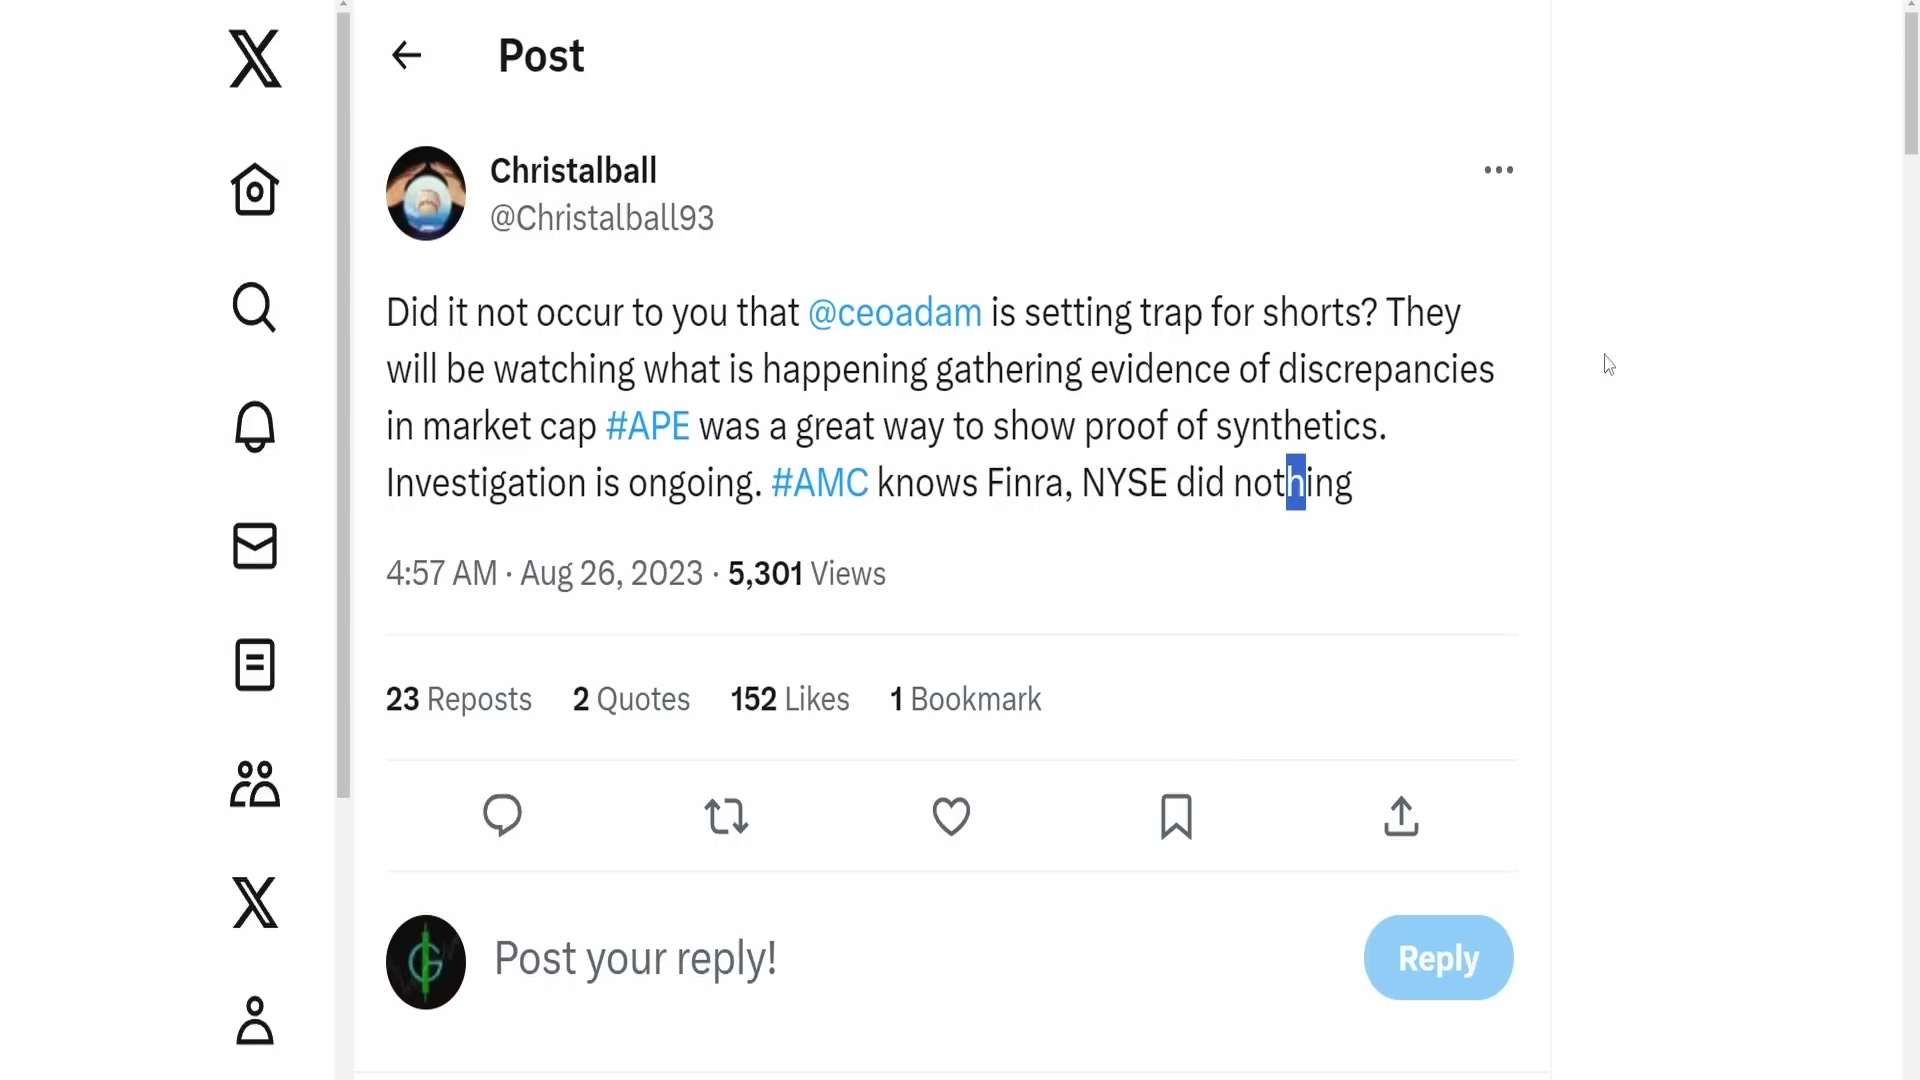 Post
Christalball
@Christalball93
Did it not occur to you that @ceoadam is setting trap for shorts? They
will be watching what is happening gathering evidence of discrepancies
in market cap #APE was a great way to show proof of synthetics.
Investigation is ongoing. #AMC knows Finra, NYSE did nothing
4:57 AM · Aug 26, 2023 · 5,301 Views
23 Reposts 2 Quotes 152 Likes 1 Bookmark
Post your reply!
Reply